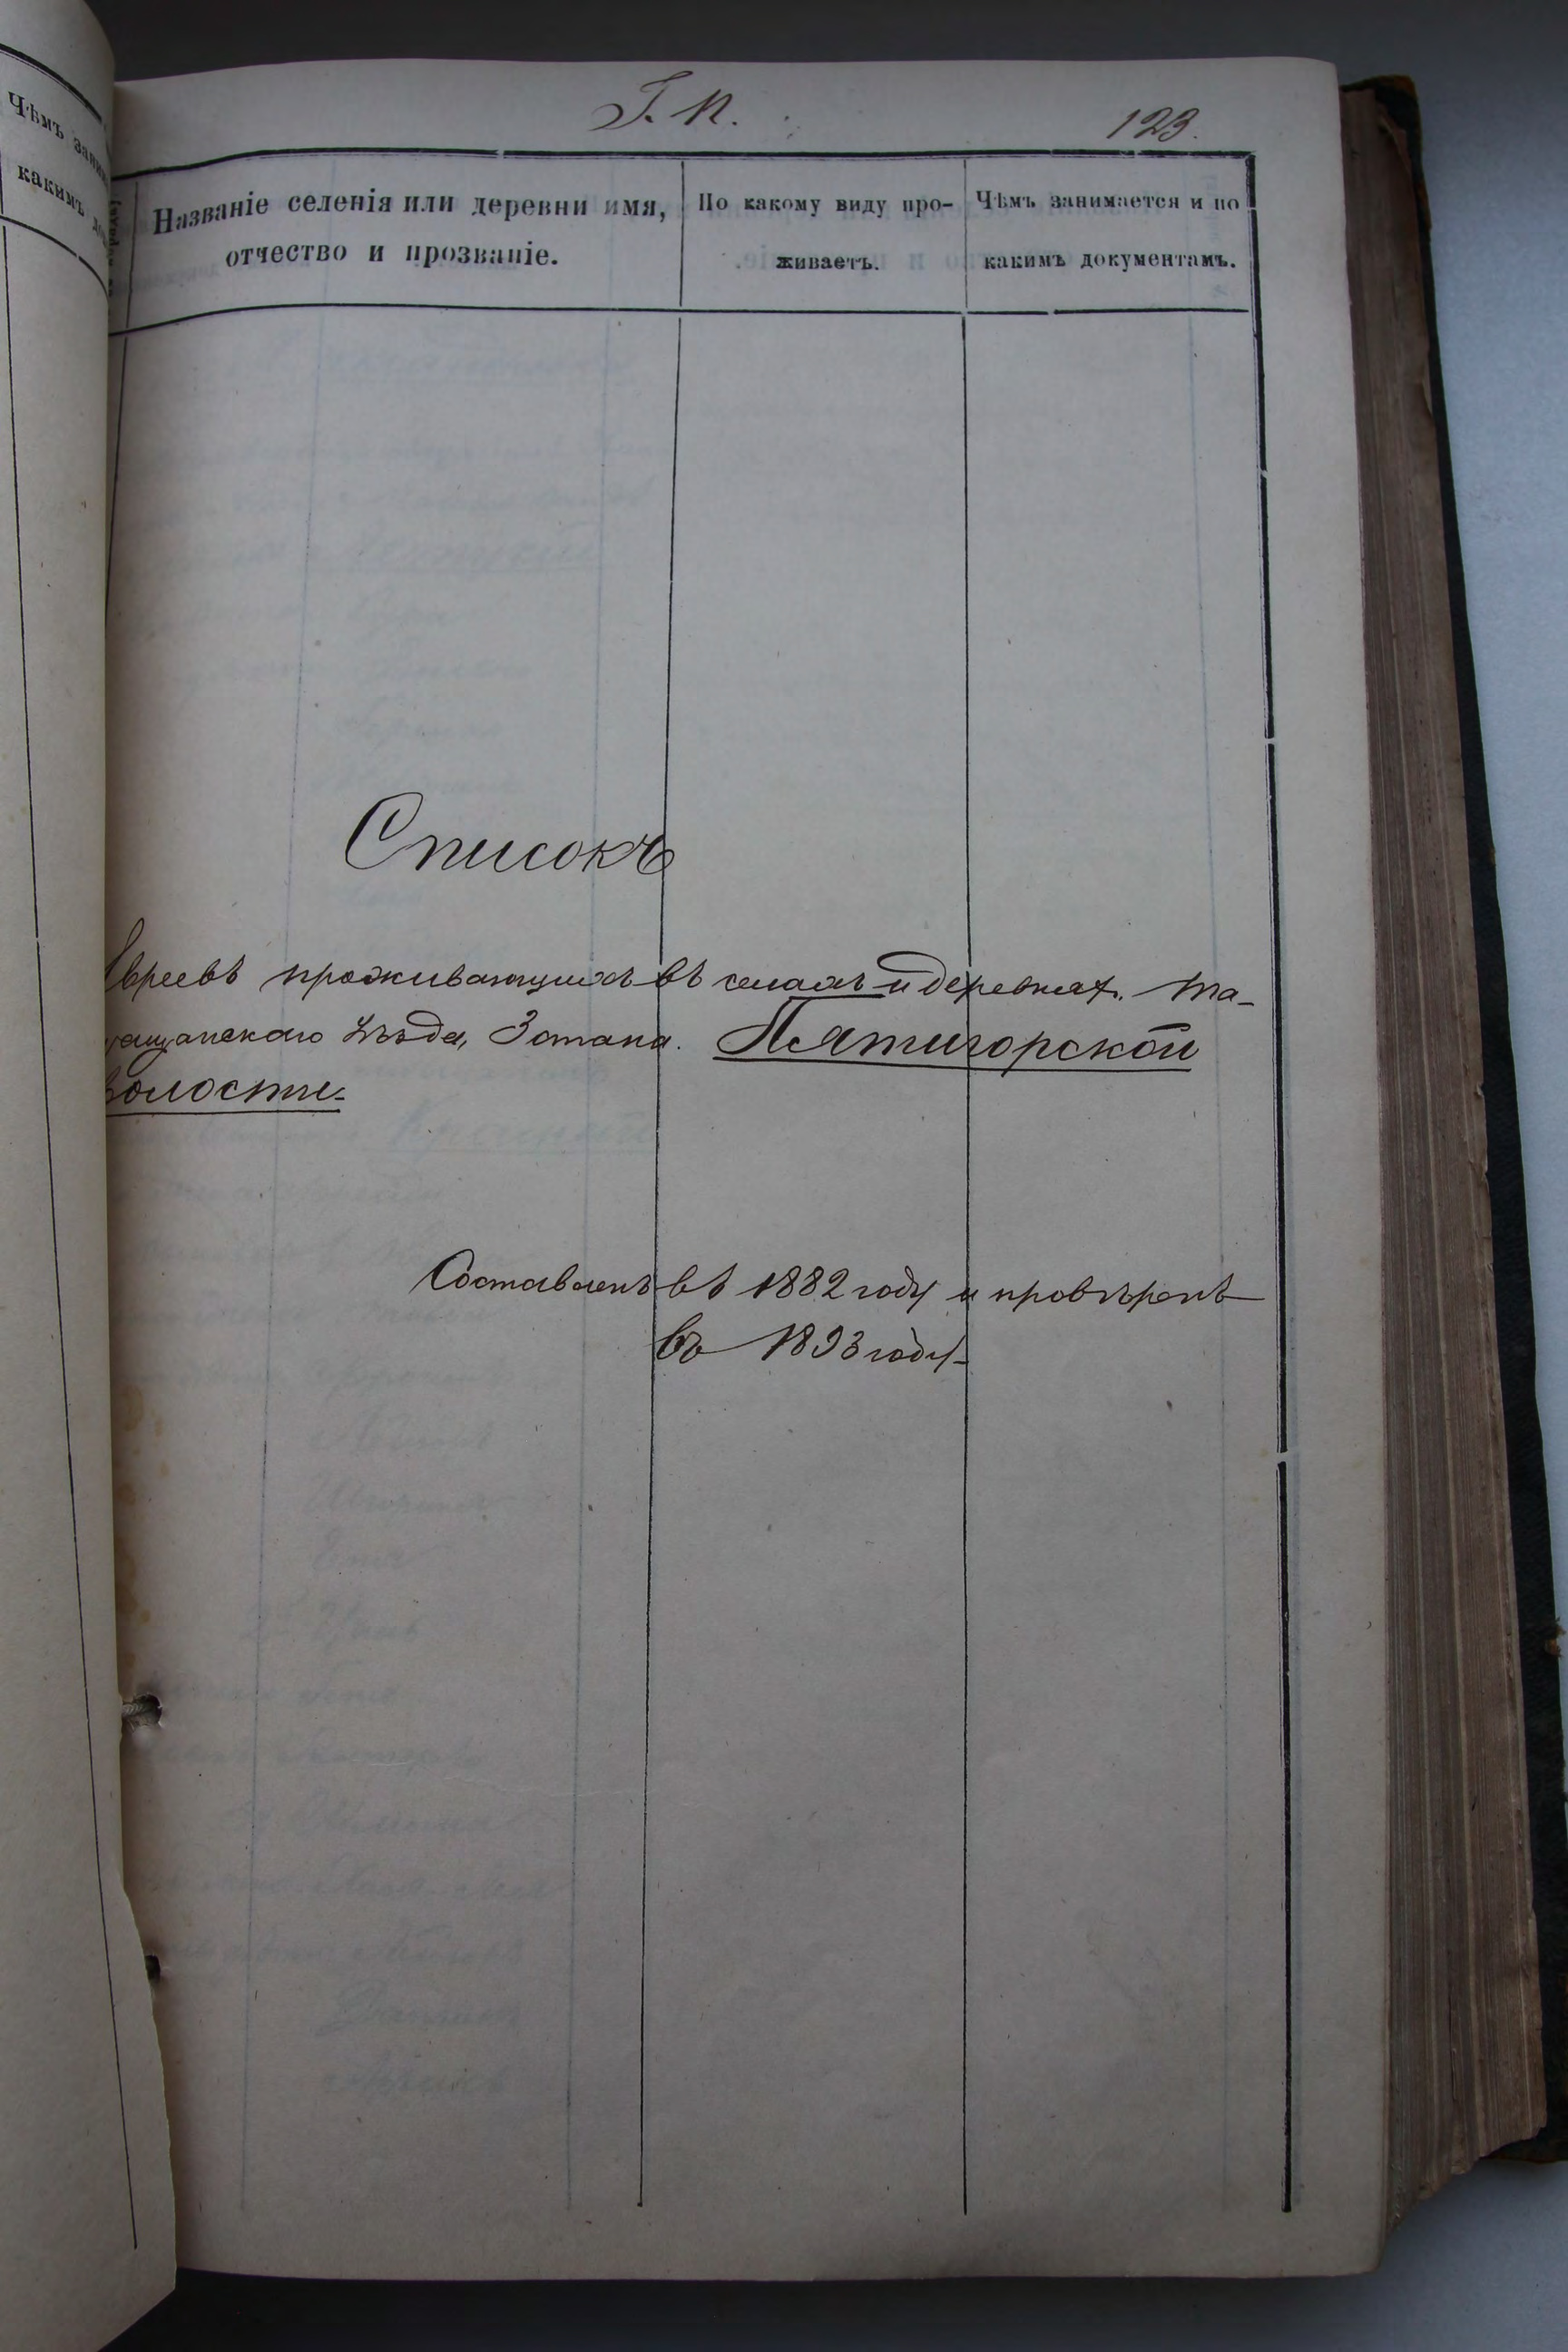 Г. П.
123.
Чѣмъ
какимъ
Названіе селенія или деревни имя,
отчество и прозваніе.
По какому виду про-
живаетъ.
Чѣмъ занимается и по
какимъ документамъ.
Списокъ
Евреевъ проживающихъ въ селахъ и деревнях. Та-
ращанскаго уѣзда, 3 стана. Пятигорской
волости.
Составленъ въ 1882 году и провѣренъ
въ 1893 году.